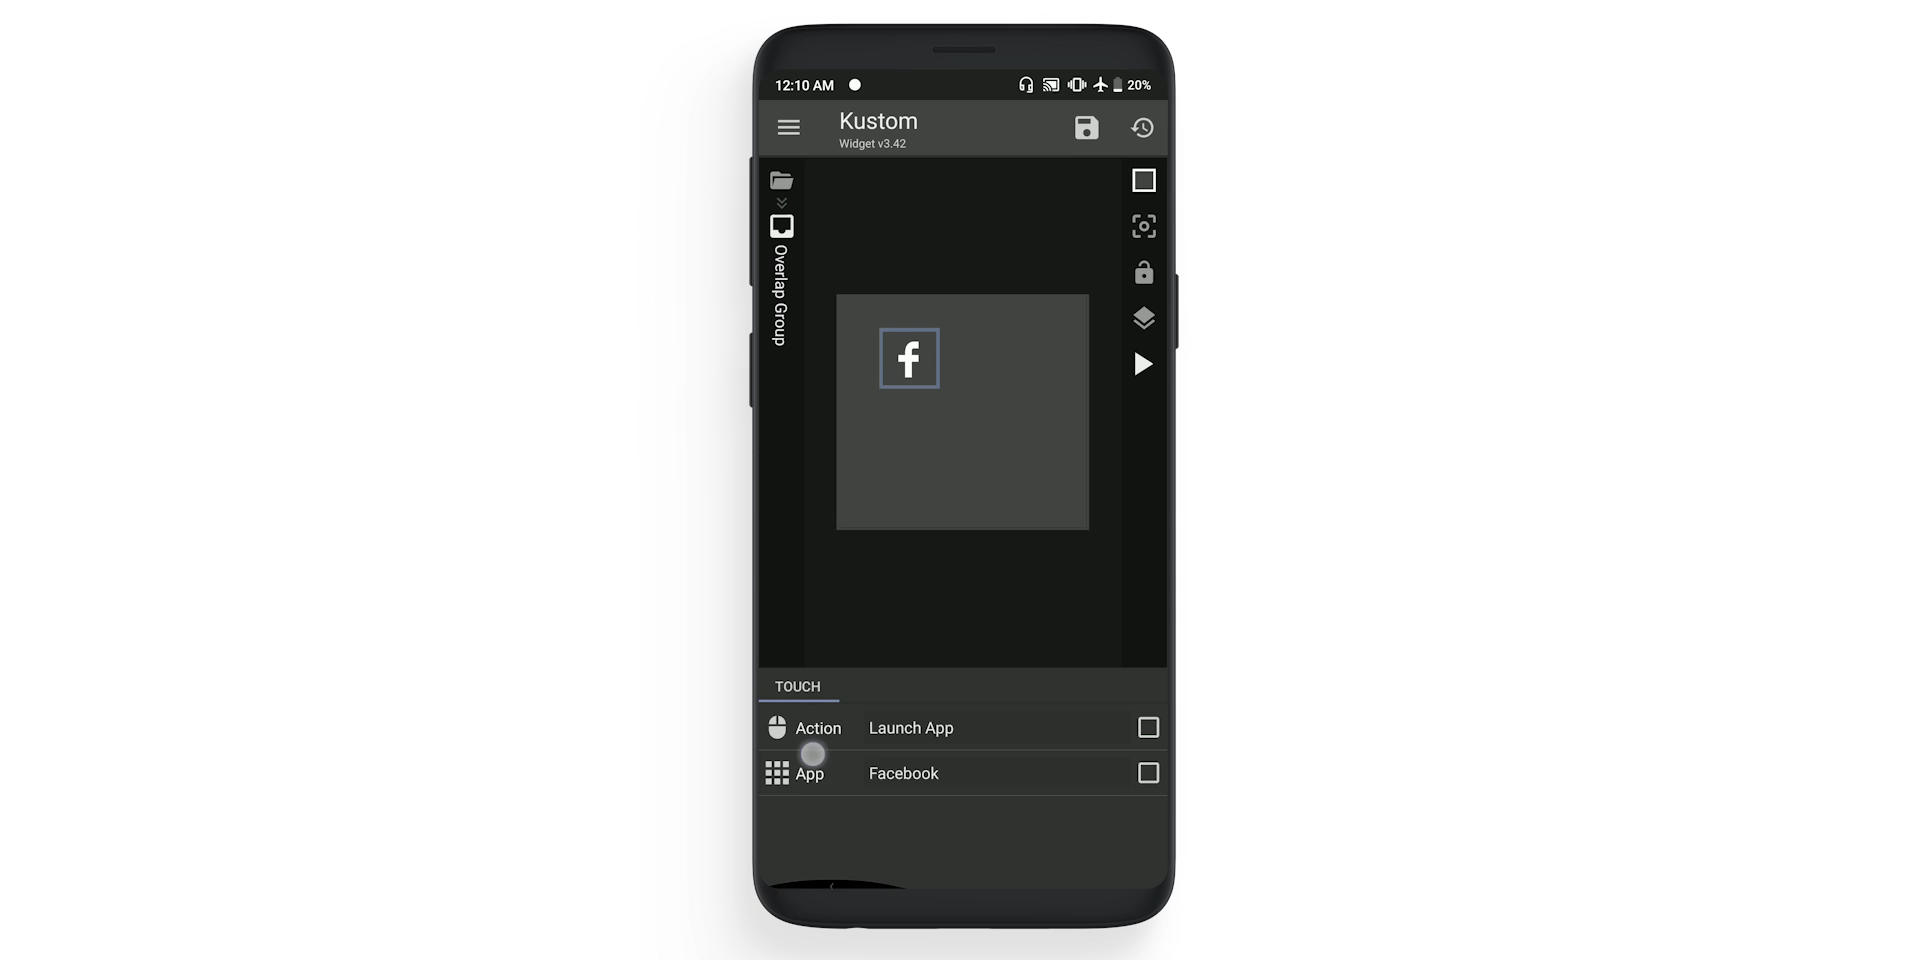 12:10 AM
20%
Kustom
Widget v3.42
Overlap Group
f
TOUCH
Action Launch App
App Facebook